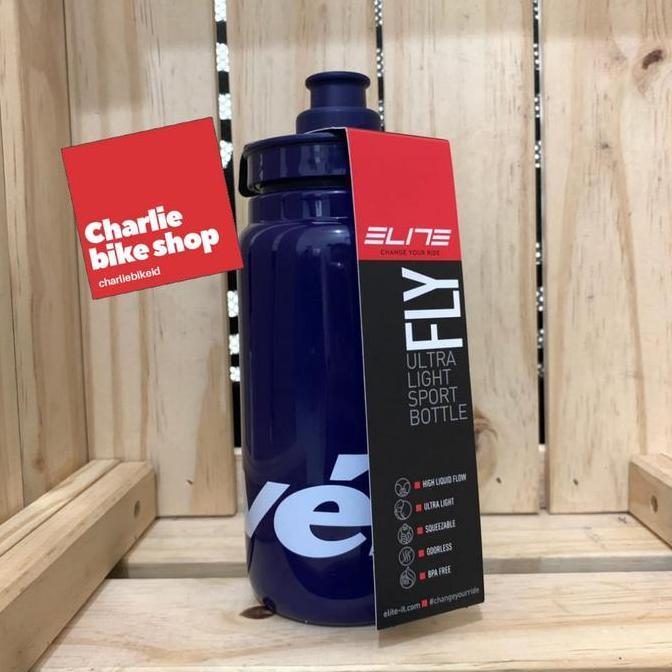 Charlie
bike shop
charliebikeid
ELITE
CHANGE YOUR RIDE
FLY
ULTRA
LIGHT
SPORT
BOTTLE
vé
HIGH LIQUID FLOW
ULTRA LIGHT
SQUEEZABLE
ODORLESS
BPA FREE
elite-it.com #changeyourride